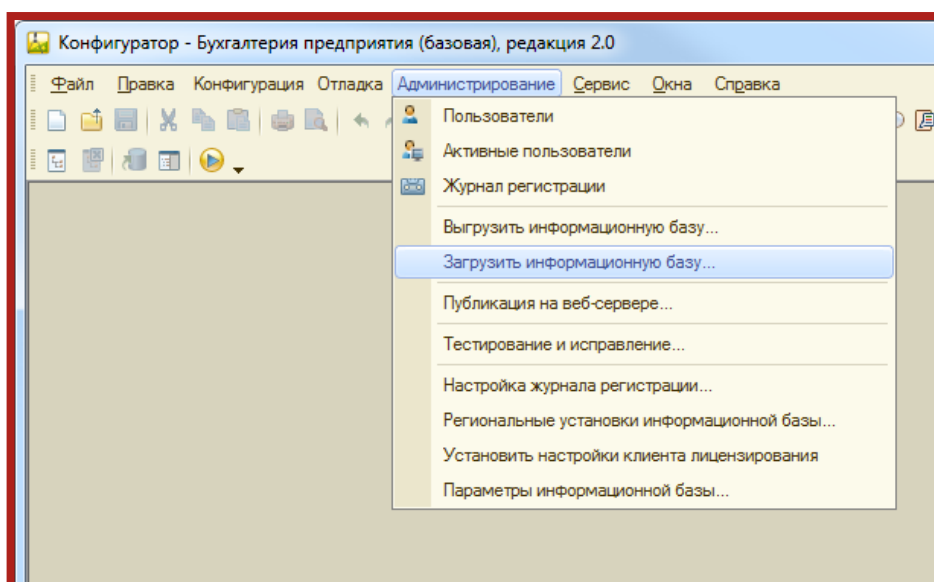 Конфигуратор - Бухгалтерия предприятия (базовая), редакция 2.0
Файл Правка Конфигурация Отладка Администрирование Сервис Окна Справка
Пользователи
Активные пользователи
Журнал регистрации
Выгрузить информационную базу...
Загрузить информационную базу...
Публикация на веб-сервере...
Тестирование и исправление...
Настройка журнала регистрации...
Региональные установки информационной базы...
Установить настройки клиента лицензирования
Параметры информационной базы...